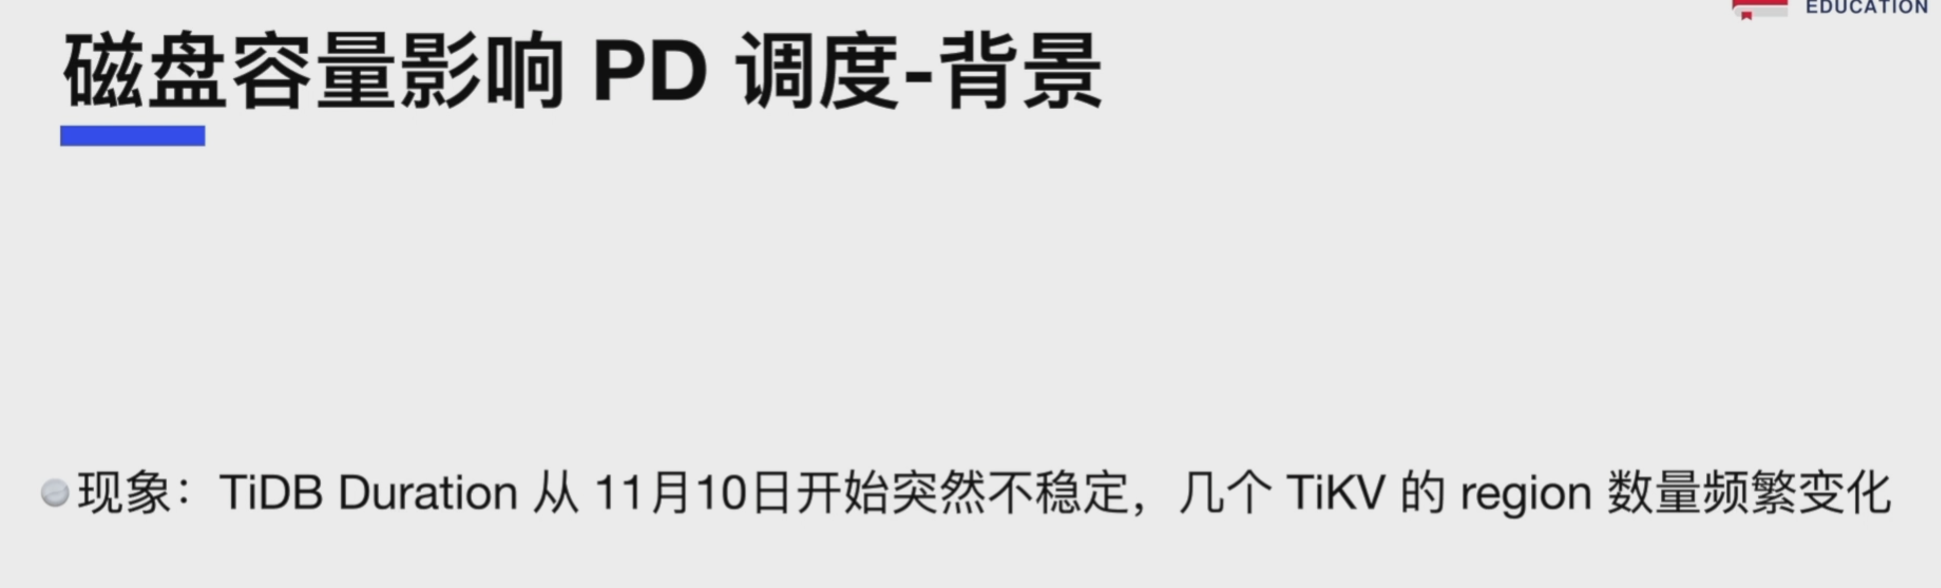 EDUCATION
磁盘容量影响 PD 调度-背景
现象：TiDB Duration 从 11月10日开始突然不稳定，几个 TiKV 的 region 数量频繁变化